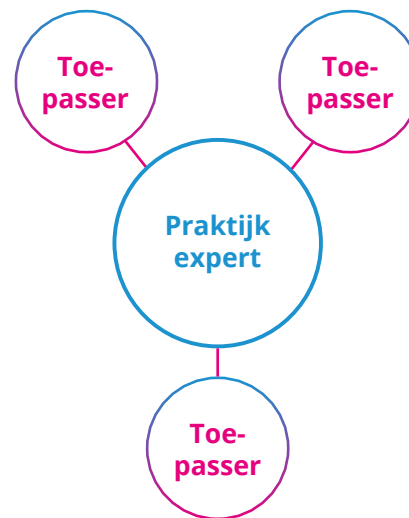 Toe-
passer
Toe-
passer
Praktijk
expert
Toe-
passer